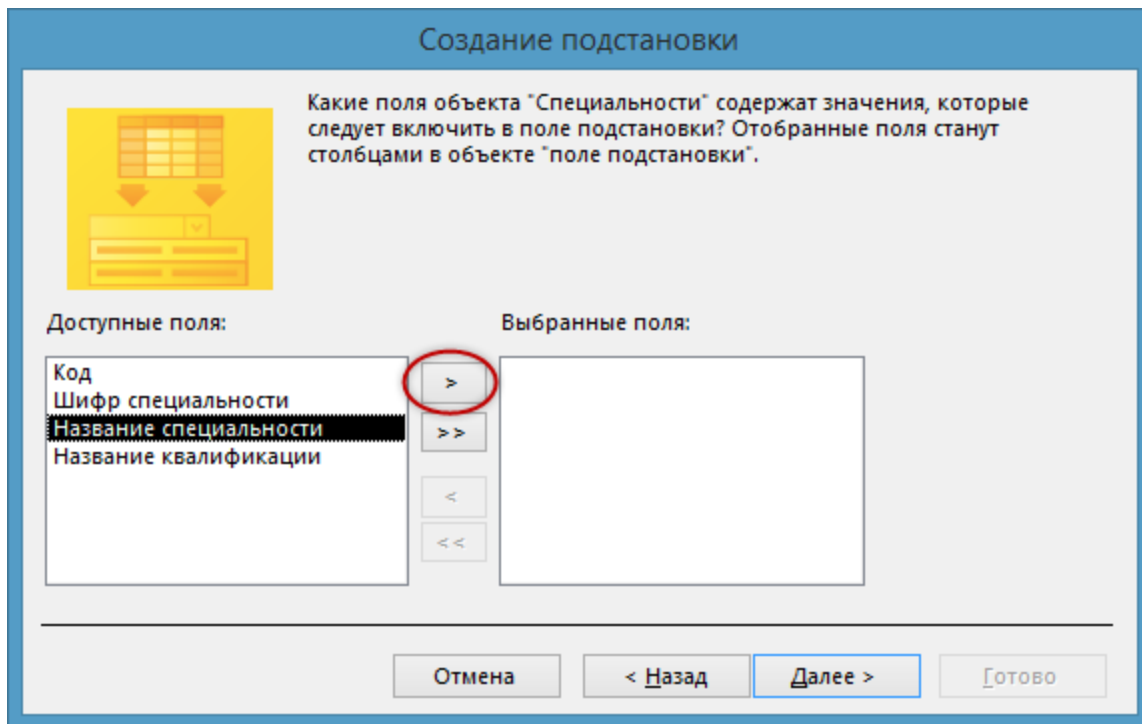 Создание подстановки
Какие поля объекта "Специальности" содержат значения, которые
следует включить в поле подстановки? Отобранные поля станут
столбцами в объекте "поле подстановки".
Доступные поля:
Выбранные поля:
Код
Шифр специальности
Название специальности
Название квалификации
>
>>
<
<<
Отмена
< Назад
Далее >
Готово